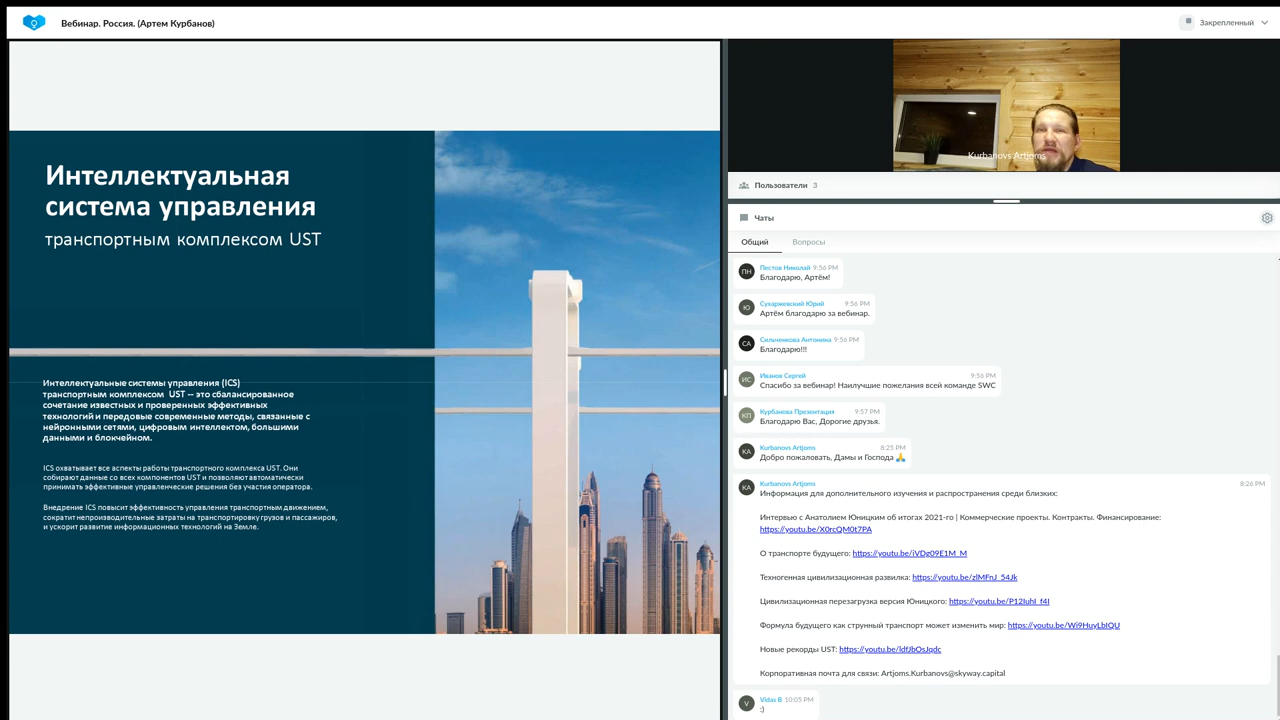 Вебинар. Россия. (Артем Курбанов)
Закрепленный
Интеллектуальная
система управления
транспортным комплексом UST
Интеллектуальные системы управления (ICS)
транспортным комплексом UST – это сбалансированное
сочетание известных и проверенных эффективных
технологий и передовые современные методы, связанные с
нейронными сетями, цифровым интеллектом, большими
данными и блокчейном.
ICS охватывает все аспекты работы транспортного комплекса UST. Они
собирают данные со всех компонентов UST и позволяют автоматически
принимать эффективные управленческие решения без участия оператора.
Внедрение ICS повысит эффективность управления транспортным движением,
сократит непроизводительные затраты на транспортировку грузов и пассажиров,
и ускорит развитие информационных технологий на Земле.
Kurbanovs Artjoms
Пользователи 3
Чаты
Общий Вопросы
ПН Пестов Николай 9:56 PM
Благодарю, Артём!
Ю Сухаржевский Юрий 9:56 PM
Артём благодарю за вебинар.
СА Сильченкова Антонина 9:56 PM
Благодарю!!!
ИС Иванов Сергей 9:56 PM
Спасибо за вебинар! Наилучшие пожелания всей команде SWC
КП Курбанова Презентация 9:57 PM
Благодарю Вас, Дорогие друзья.
KA Kurbanovs Artjoms 8:25 PM
Добро пожаловать, Дамы и Господа 🙏
KA Kurbanovs Artjoms 8:26 PM
Информация для дополнительного изучения и распространения среди близких:
Интервью с Анатолием Юницким об итогах 2021-го | Коммерческие проекты. Контракты. Финансирование:
https://youtu.be/X0rcQM0t7PA
О транспорте будущего: https://youtu.be/iVDg09E1M_M
Техногенная цивилизационная развилка: https://youtu.be/zlMFnJ_54Jk
Цивилизационная перезагрузка версия Юницкого: https://youtu.be/P12IuhI_f4I
Формула будущего как струнный транспорт может изменить мир: https://youtu.be/Wi9HuyLbIQU
Новые рекорды UST: https://youtu.be/ldfJbOsJqdc
Корпоративная почта для связи: Artjoms.Kurbanovs@skyway.capital
V Vidas B 10:05 PM
:)